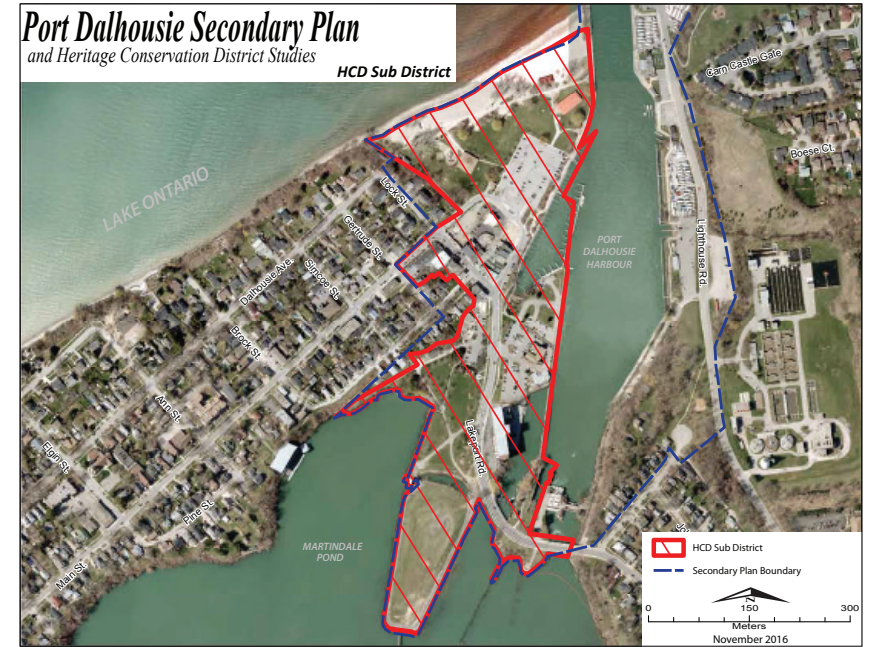 Port Dalhousie Secondary Plan
and Heritage Conservation District Studies
HCD Sub District
Carn Castle Gate
Boese Ct.
LAKE ONTARIO
Lock St.
Gertrude St.
Simcoe St.
Dalhousie Ave.
Brock St.
Ann St.
Elgin St.
Pine St.
Main St.
PORT
DALHOUSIE
HARBOUR
Lighthouse Rd.
Lakeport Rd.
MARTINDALE
POND
HCD Sub District
Secondary Plan Boundary
N
0 150 300
Meters
November 2016